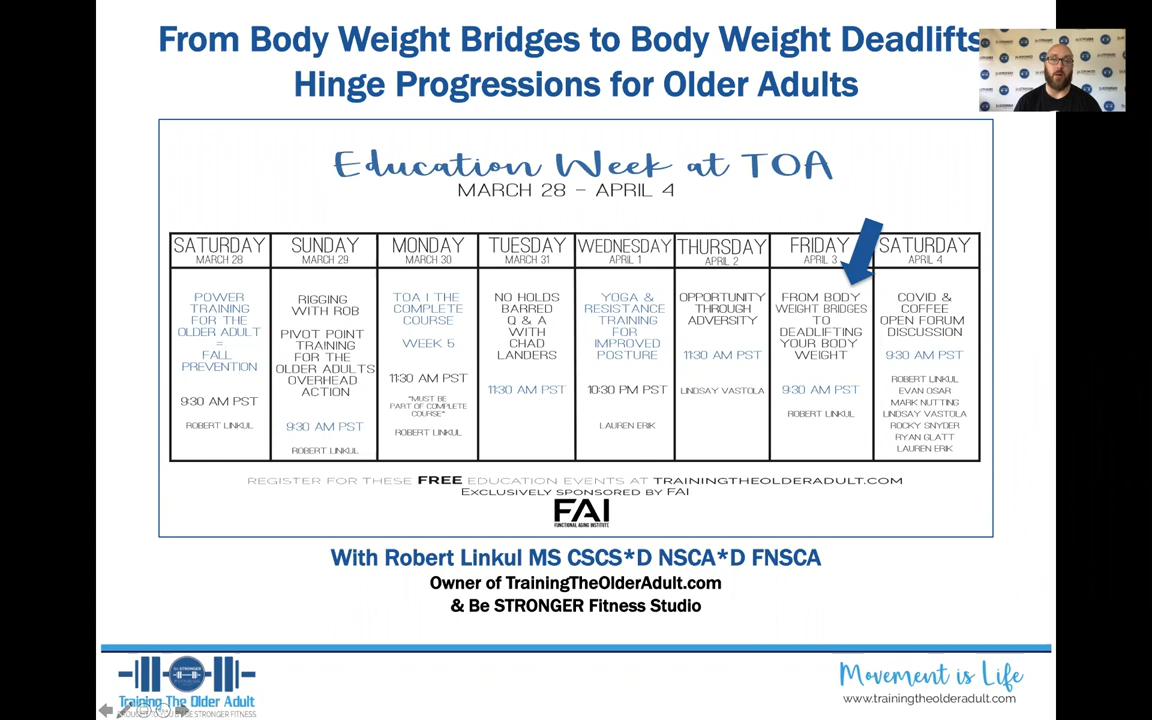 From Body Weight Bridges to Body Weight Deadlifts
Hinge Progressions for Older Adults
Education Week at TOA
MARCH 28 - APRIL 4
SATURDAY
MARCH 28
POWER
TRAINING
FOR THE
OLDER ADULT
=
FALL
PREVENTION
9:30 AM PST
ROBERT LINKUL
SUNDAY
MARCH 29
RIGGING
WITH ROB
PIVOT POINT
TRAINING
FOR THE
OLDER ADULTS
OVERHEAD
ACTION
9:30 AM PST
ROBERT LINKUL
MONDAY
MARCH 30
TOA | THE
COMPLETE
COURSE
WEEK 5
11:30 AM PST
*MUST BE
PART OF COMPLETE
COURSE*
ROBERT LINKUL
TUESDAY
MARCH 31
NO HOLDS
BARRED
Q & A
WITH
CHAD
LANDERS
11:30 AM PST
WEDNESDAY
APRIL 1
YOGA &
RESISTANCE
TRAINING
FOR
IMPROVED
POSTURE
10:30 PM PST
LAUREN ERIK
THURSDAY
APRIL 2
OPPORTUNITY
THROUGH
ADVERSITY
11:30 AM PST
LINDSAY VASTOLA
FRIDAY
APRIL 3
FROM BODY
WEIGHT BRIDGES
TO
DEADLIFTING
YOUR BODY
WEIGHT
9:30 AM PST
ROBERT LINKUL
SATURDAY
APRIL 4
COVID &
COFFEE
OPEN FORUM
DISCUSSION
9:30 AM PST
ROBERT LINKUL
EVAN OSAR
MARK NUTTING
LINDSAY VASTOLA
ROCKY SNYDER
RYAN GLATT
LAUREN ERIK
REGISTER FOR THESE FREE EDUCATION EVENTS AT TRAININGTHEOLDERADULT.COM
EXCLUSIVELY SPONSORED BY FAI
FAI
FUNCTIONAL AGING INSTITUTE
With Robert Linkul MS CSCS*D NSCA*D FNSCA
Owner of TrainingTheOlderAdult.com
& Be STRONGER Fitness Studio
Training The Older Adult
BROUGHT TO YOU BY BE STRONGER FITNESS
Movement is Life
www.trainingtheolderadult.com